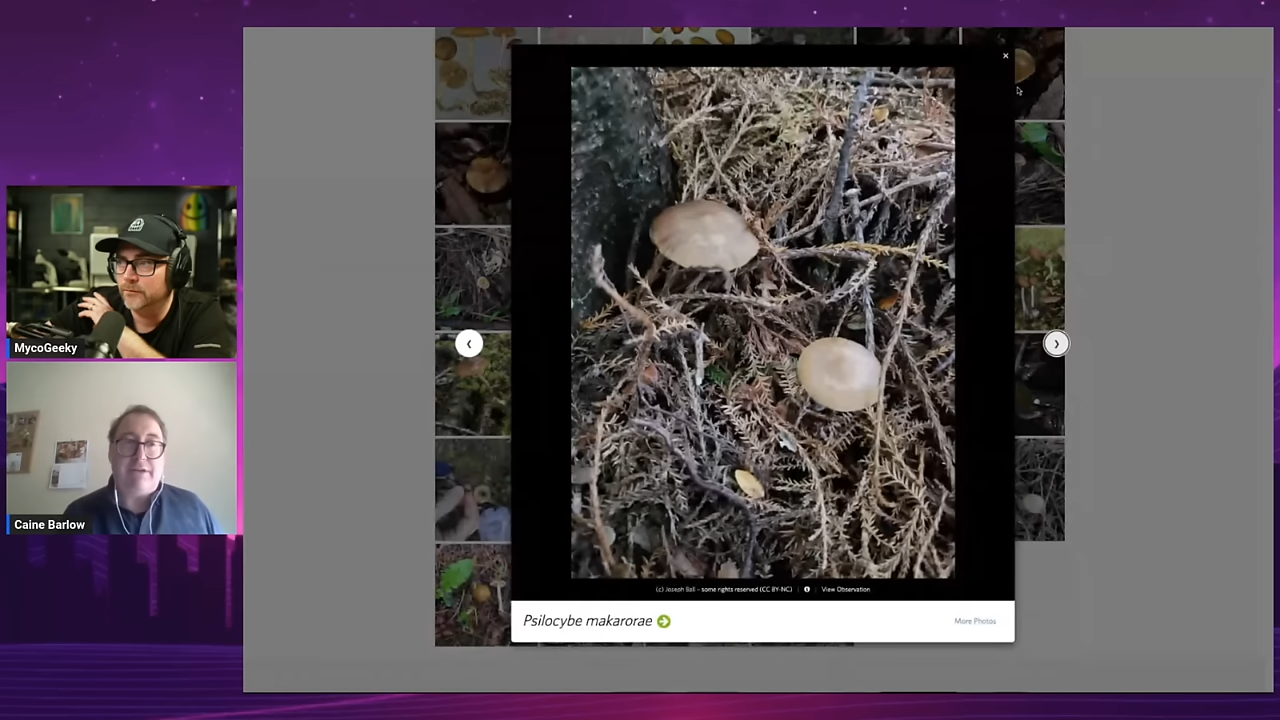 MycoGeeky
Caine Barlow
(c) Joseph Ball - some rights reserved (CC BY-NC)
View Observation
Psilocybe makarorae
More Photos